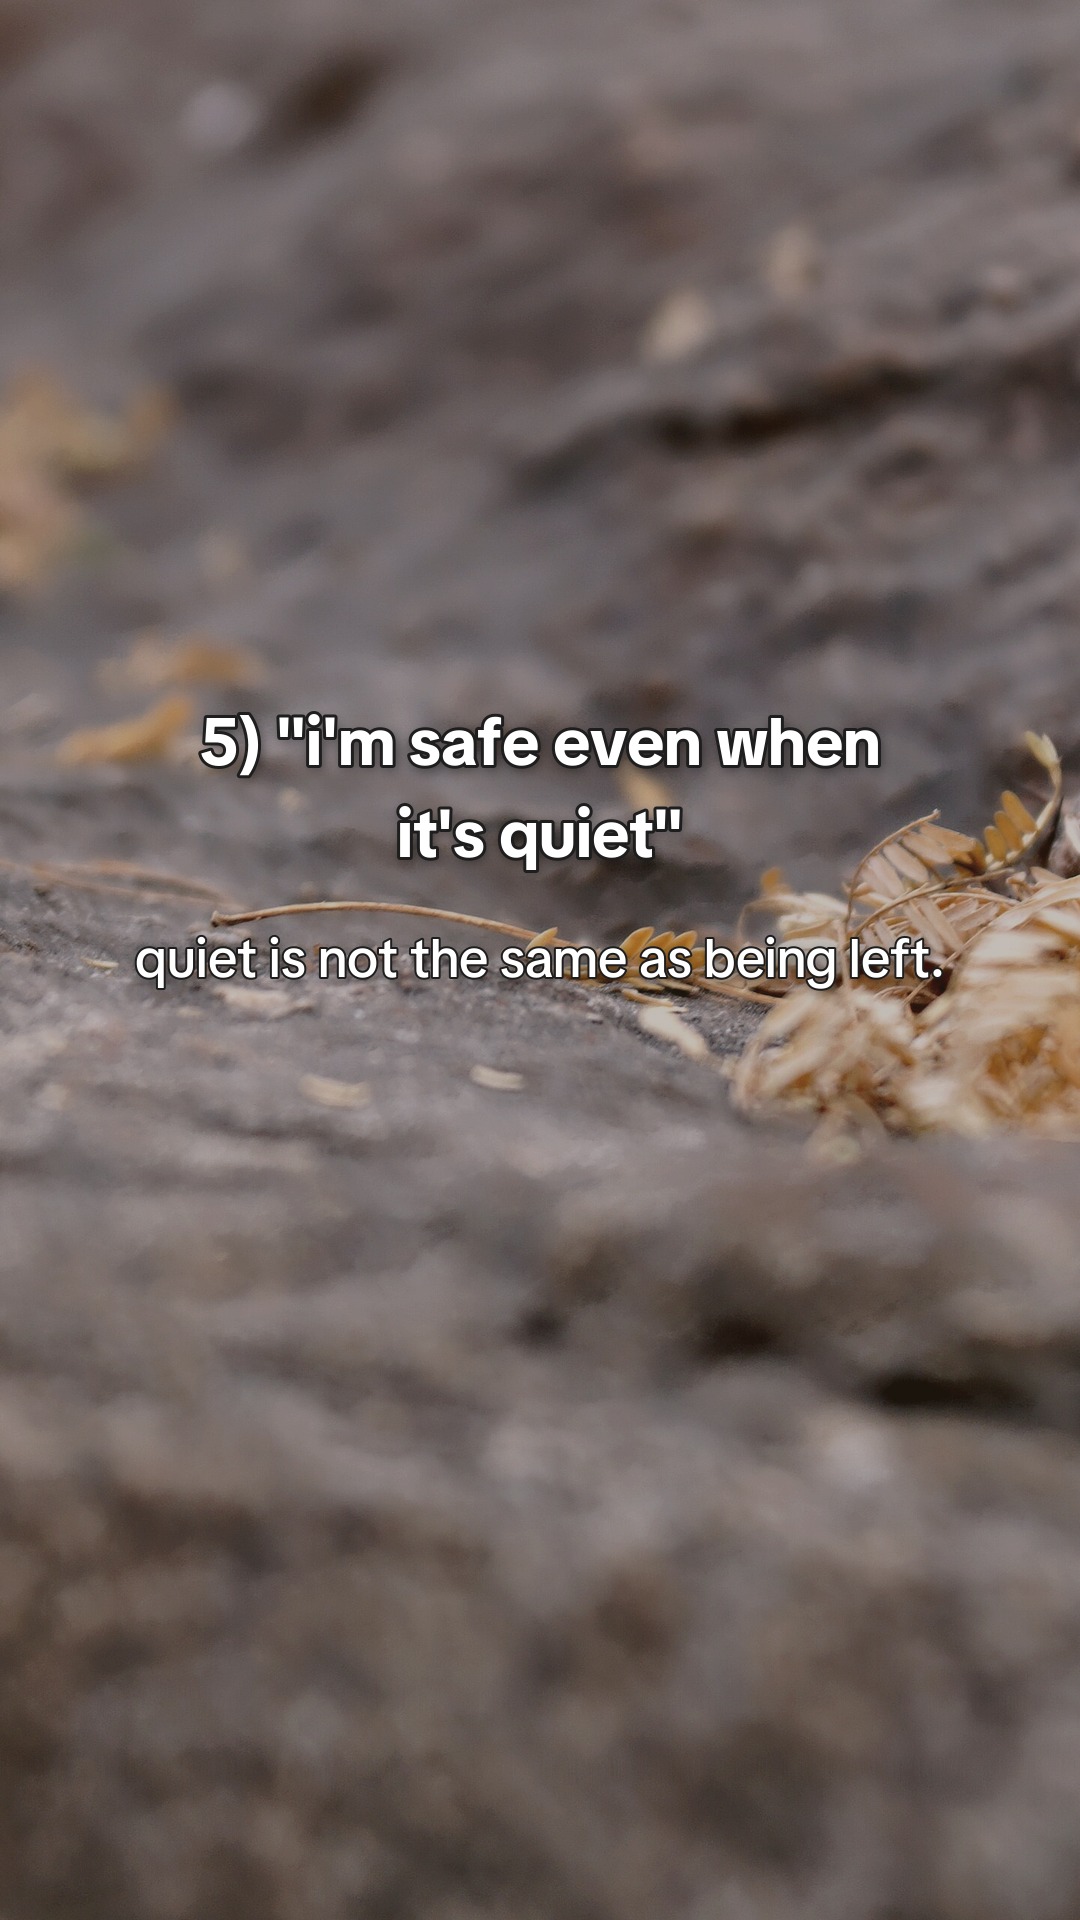 5) "i'm safe even when
it's quiet"
quiet is not the same as being left.